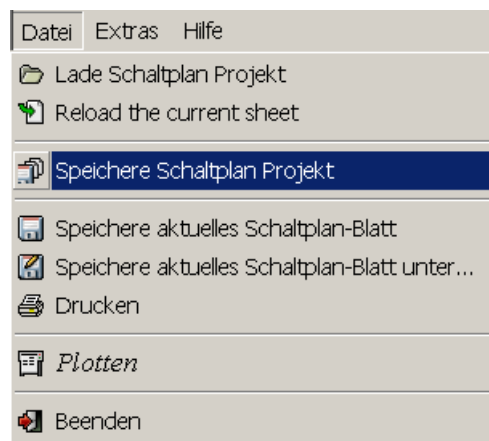 Datei Extras Hilfe
Lade Schaltplan Projekt
Reload the current sheet
Speichere Schaltplan Projekt
Speichere aktuelles Schaltplan-Blatt
Speichere aktuelles Schaltplan-Blatt unter...
Drucken
Plotten
Beenden